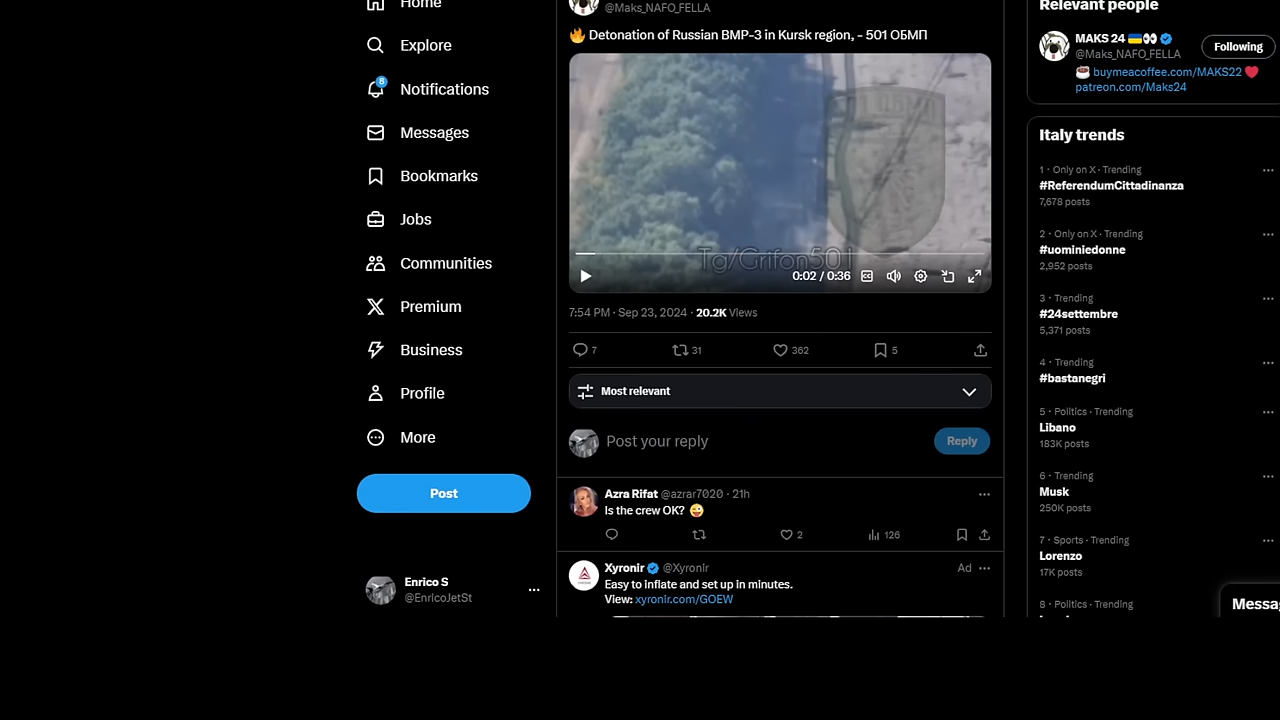 Home
Explore
8
Notifications
Messages
Bookmarks
Jobs
Communities
Premium
Business
Profile
More
Post
Enrico S
@EnricoJetSt
@Maks_NAFO_FELLA
🔥 Detonation of Russian BMP-3 in Kursk region, - 501 ОБМП
501 ОБМП
Tg/Grifon501
0:02 / 0:36
7:54 PM · Sep 23, 2024 · 20.2K Views
7 31 362 5
Most relevant
Post your reply
Reply
Azra Rifat @azrar7020 · 21h
Is the crew OK? 😜
2 126
Xyronir @Xyronir Ad
Easy to inflate and set up in minutes.
View: xyronir.com/GOEW
Relevant people
MAKS 24 🇺🇦👀
@Maks_NAFO_FELLA
Following
☕ buymeacoffee.com/MAKS22 ❤️
patreon.com/Maks24
Italy trends
1 · Only on X · Trending
#ReferendumCittadinanza
7,678 posts
2 · Only on X · Trending
#uominiedonne
2,952 posts
3 · Trending
#24settembre
5,371 posts
4 · Trending
#bastanegri
5 · Politics · Trending
Libano
183K posts
6 · Trending
Musk
250K posts
7 · Sports · Trending
Lorenzo
17K posts
8 · Politics · Trending
Messa